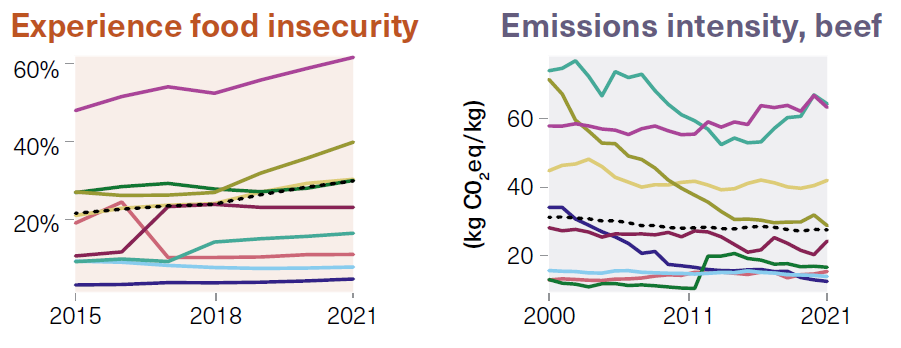 Experience food insecurity
60%
40%
20%
2015 2018 2021
Emissions intensity, beef
(kg CO₂eq/kg)
60
40
20
2000 2011 2021